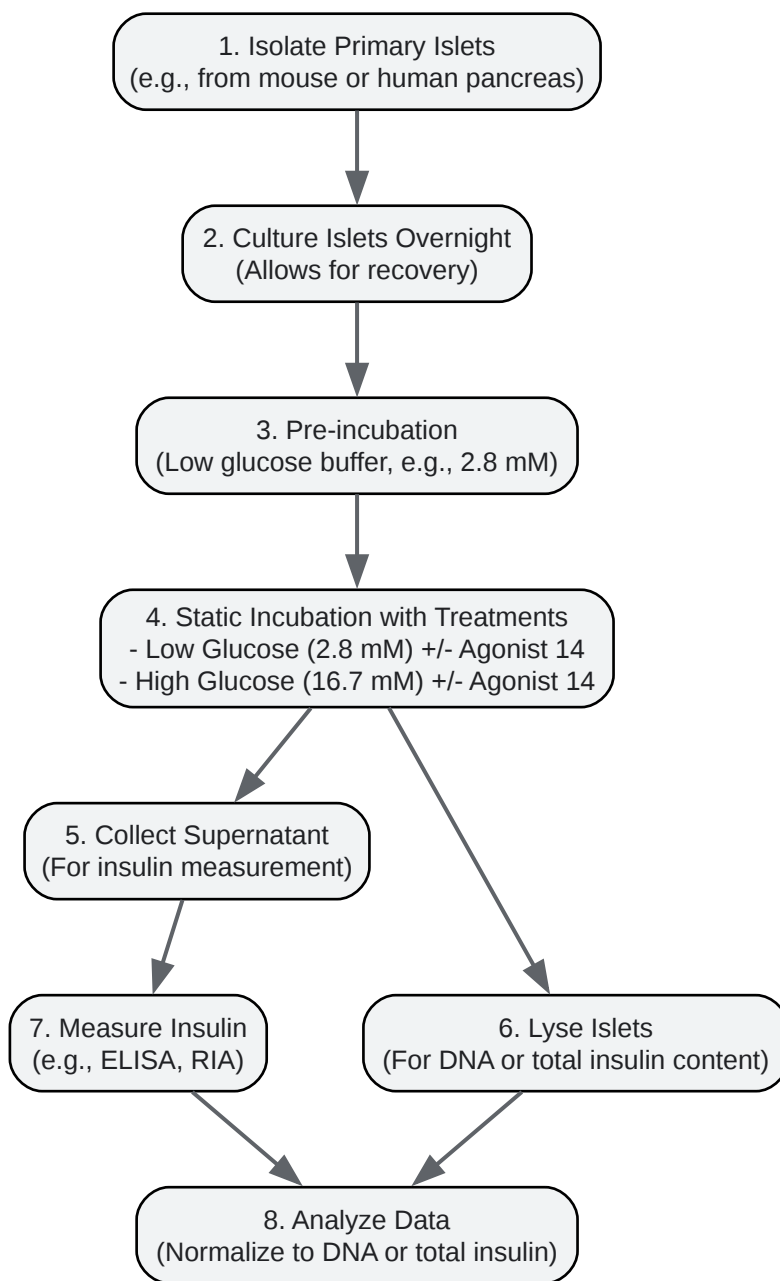 1. Isolate Primary Islets
(e.g., from mouse or human pancreas)
2. Culture Islets Overnight
(Allows for recovery)
3. Pre-incubation
(Low glucose buffer, e.g., 2.8 mM)
4. Static Incubation with Treatments
- Low Glucose (2.8 mM) +/- Agonist 14
- High Glucose (16.7 mM) +/- Agonist 14
5. Collect Supernatant
(For insulin measurement)
7. Measure Insulin
(e.g., ELISA, RIA)
6. Lyse Islets
(For DNA or total insulin content)
8. Analyze Data
(Normalize to DNA or total insulin)